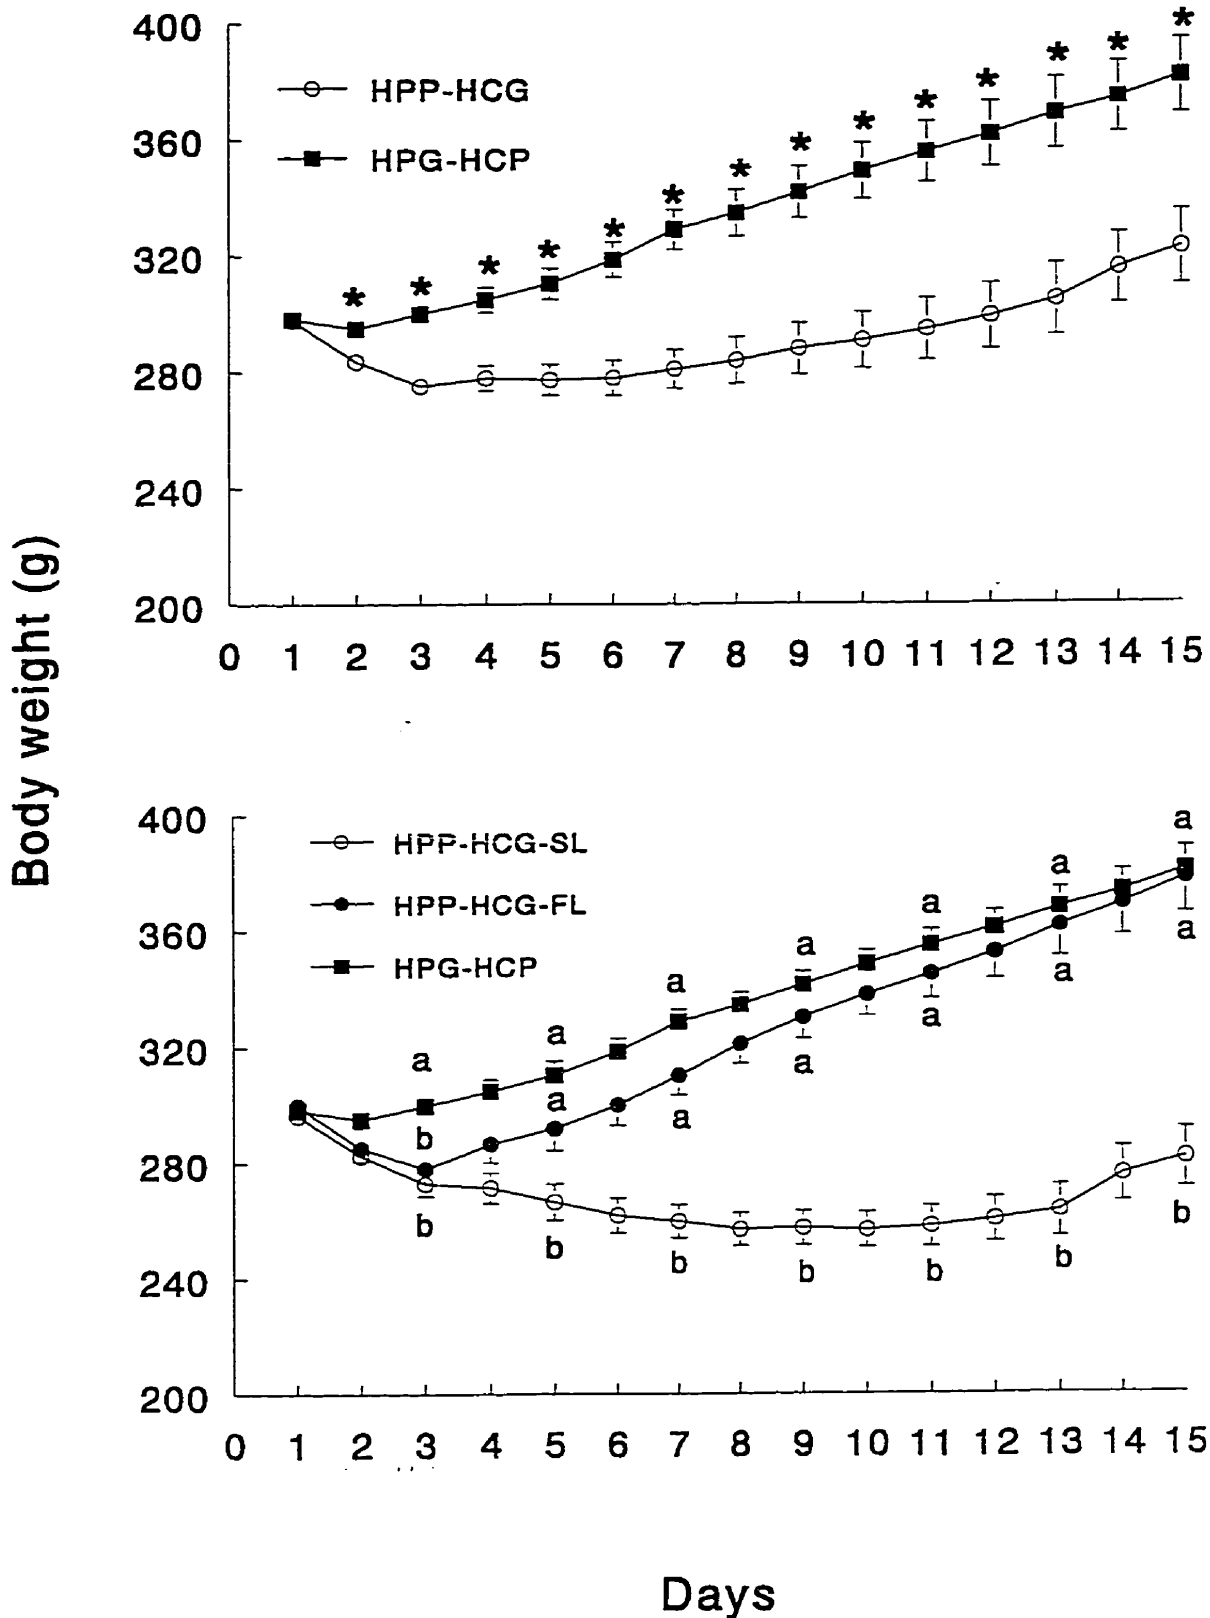 400
HPP-HCG
360
HPG-HCP
320
280
240
200
0 1 2 3 4 5 6 7 8 9 10 11 12 13 14 15
* * * * * * * * * * * * * *
Body weight (g)
400
HPP-HCG-SL
HPP-HCG-FL
360
HPG-HCP
320
280
240
200
a a a a a a a
b a a a a a a
b b b b b b b
0 1 2 3 4 5 6 7 8 9 10 11 12 13 14 15
Days